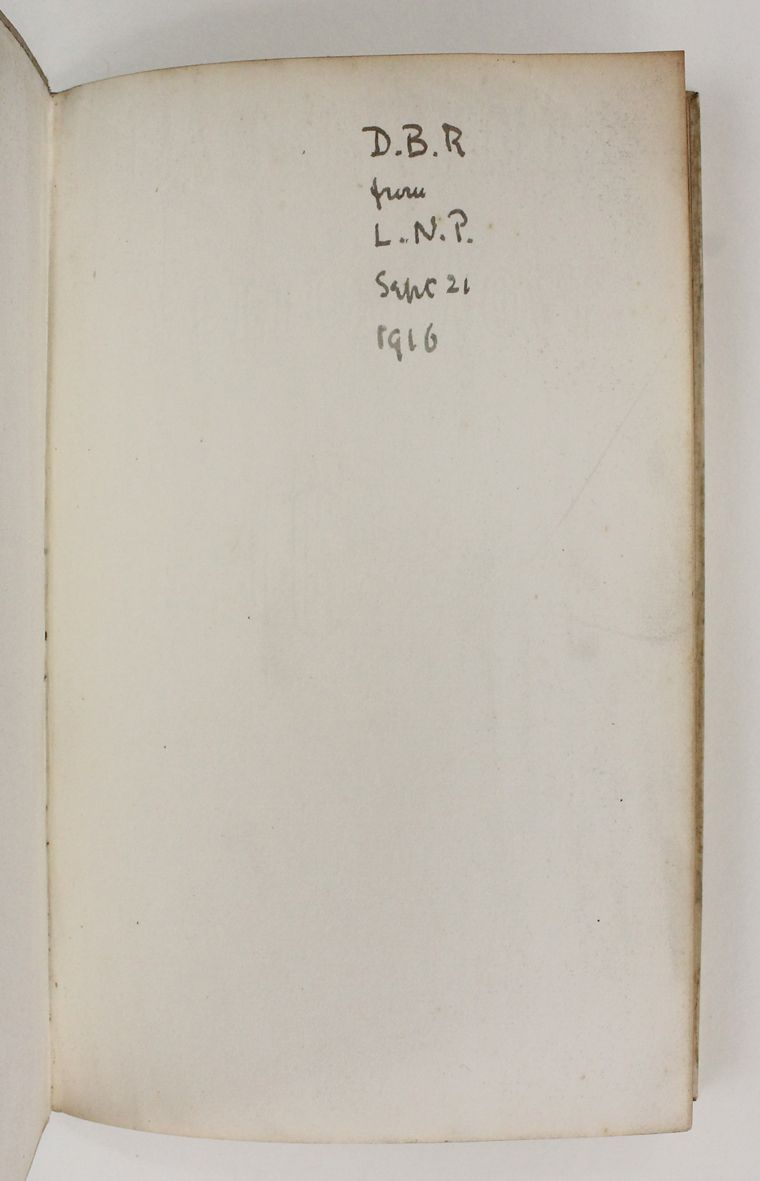 D.B.R
from
L.N.P.
Sept 21
1916